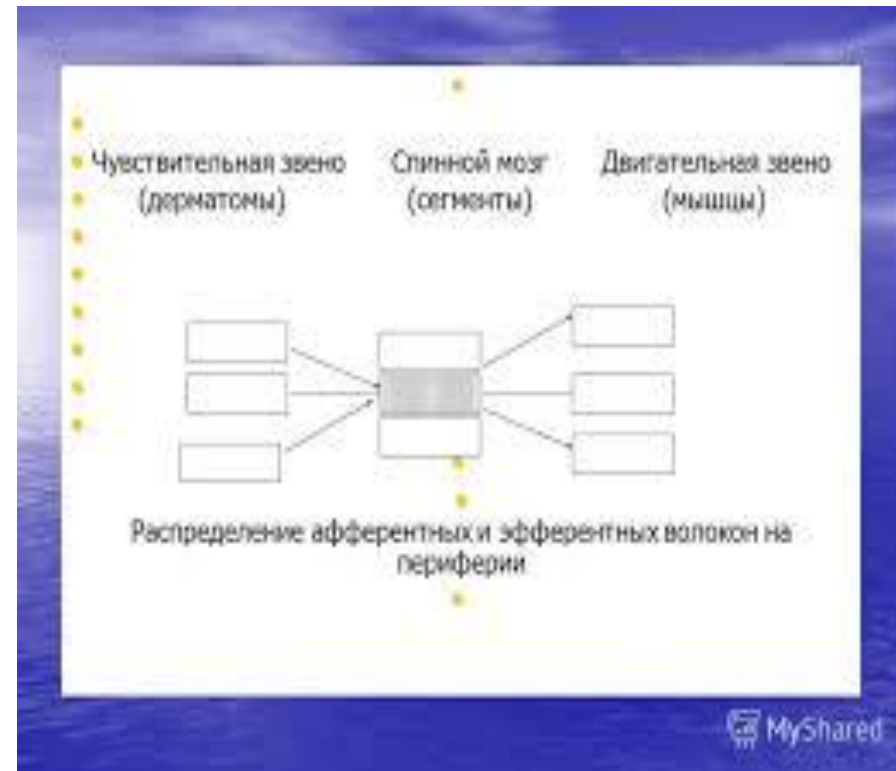 Чувствительная звено
(дерматомы)
Спинной мозг
(сегменты)
Двигательная звено
(мышцы)
Распределение афферентных и эфферентных волокон на
периферии
MyShared